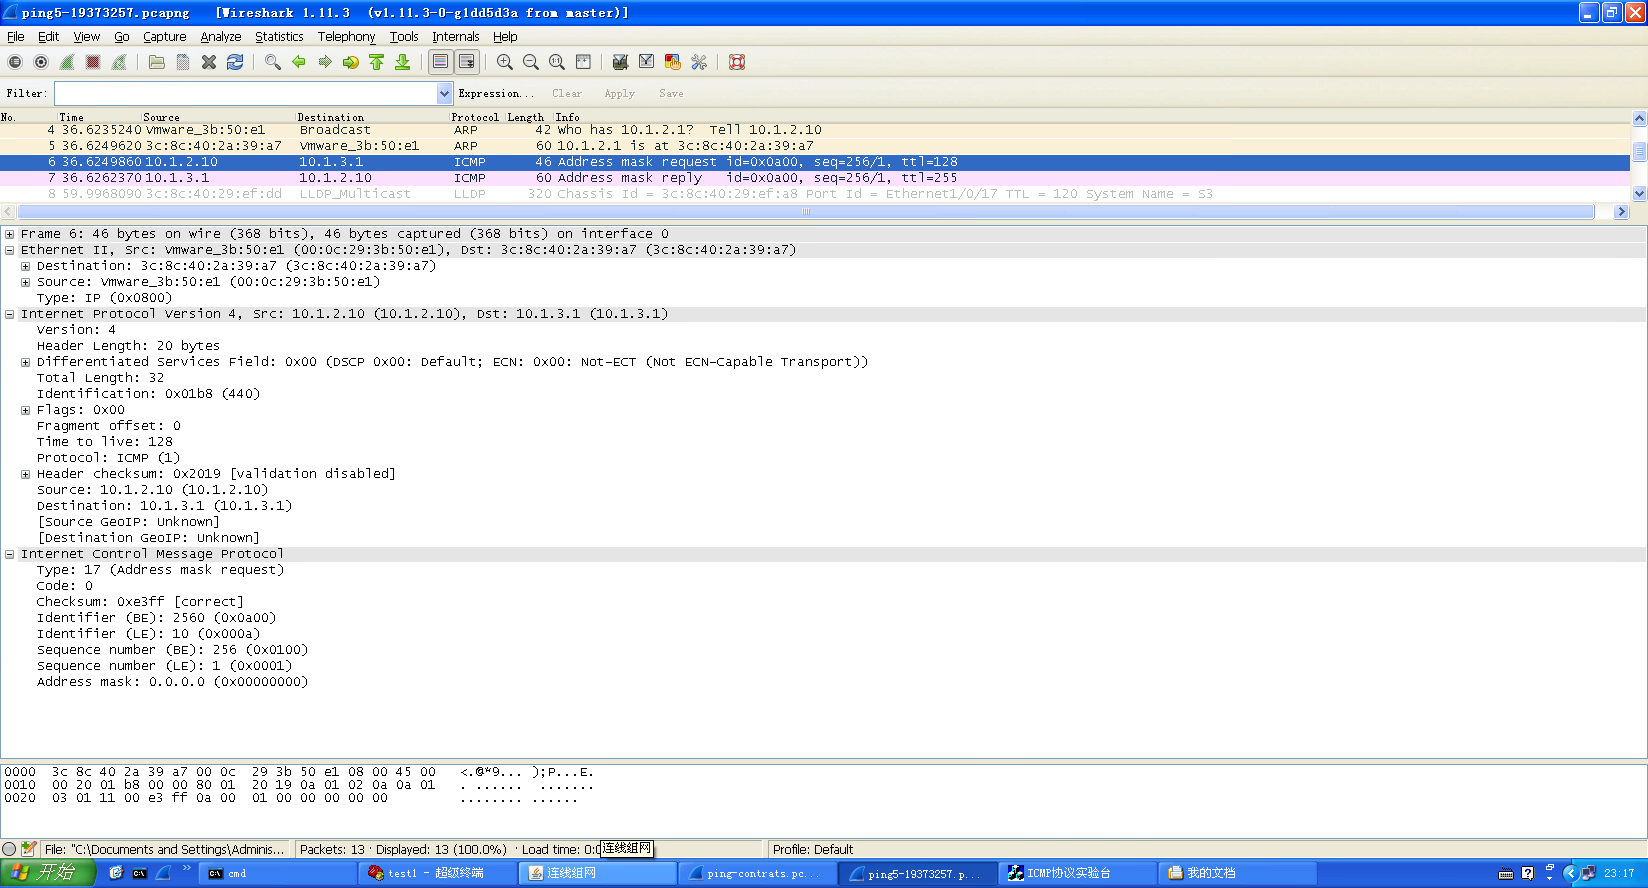 ping5-19373257.pcapng [Wireshark 1.11.3 (v1.11.3-0-g1dd5d3a from master)]
File Edit View Go Capture Analyze Statistics Telephony Tools Internals Help
Filter: Expression... Clear Apply Save
No. Time Source Destination Protocol Length Info
4 36.6235240 Vmware_3b:50:e1 Broadcast ARP 42 Who has 10.1.2.1? Tell 10.1.2.10
5 36.6249620 3c:8c:40:2a:39:a7 Vmware_3b:50:e1 ARP 60 10.1.2.1 is at 3c:8c:40:2a:39:a7
6 36.6249860 10.1.2.10 10.1.3.1 ICMP 46 Address mask request id=0x0a00, seq=256/1, ttl=128
7 36.6262370 10.1.3.1 10.1.2.10 ICMP 60 Address mask reply id=0x0a00, seq=256/1, ttl=255
8 59.9968090 3c:8c:40:29:ef:dd LLDP_Multicast LLDP 320 Chassis Id = 3c:8c:40:29:ef:a8 Port Id = Ethernet1/0/17 TTL = 120 System Name = S3
Frame 6: 46 bytes on wire (368 bits), 46 bytes captured (368 bits) on interface 0
Ethernet II, Src: Vmware_3b:50:e1 (00:0c:29:3b:50:e1), Dst: 3c:8c:40:2a:39:a7 (3c:8c:40:2a:39:a7)
Destination: 3c:8c:40:2a:39:a7 (3c:8c:40:2a:39:a7)
Source: Vmware_3b:50:e1 (00:0c:29:3b:50:e1)
Type: IP (0x0800)
Internet Protocol Version 4, Src: 10.1.2.10 (10.1.2.10), Dst: 10.1.3.1 (10.1.3.1)
Version: 4
Header Length: 20 bytes
Differentiated Services Field: 0x00 (DSCP 0x00: Default; ECN: 0x00: Not-ECT (Not ECN-Capable Transport))
Total Length: 32
Identification: 0x01b8 (440)
Flags: 0x00
Fragment offset: 0
Time to live: 128
Protocol: ICMP (1)
Header checksum: 0x2019 [validation disabled]
Source: 10.1.2.10 (10.1.2.10)
Destination: 10.1.3.1 (10.1.3.1)
[Source GeoIP: Unknown]
[Destination GeoIP: Unknown]
Internet Control Message Protocol
Type: 17 (Address mask request)
Code: 0
Checksum: 0xe3ff [correct]
Identifier (BE): 2560 (0x0a00)
Identifier (LE): 10 (0x000a)
Sequence number (BE): 256 (0x0100)
Sequence number (LE): 1 (0x0001)
Address mask: 0.0.0.0 (0x00000000)
0000 3c 8c 40 2a 39 a7 00 0c 29 3b 50 e1 08 00 45 00 <.@*9... );P...E.
0010 00 20 01 b8 00 00 80 01 20 19 0a 01 02 0a 0a 01 . ...... .......
0020 03 01 11 00 e3 ff 0a 00 01 00 00 00 00 00 ........ ......
File: "C:\Documents and Settings\Adminis... Packets: 13 · Displayed: 13 (100.0%) · Load time: 0:0 连线组网 Profile: Default
开始 cmd test1 - 超级终端 连线组网 ping-contrats.pc... ping5-19373257.p... ICMP协议实验台 我的文档 23:17